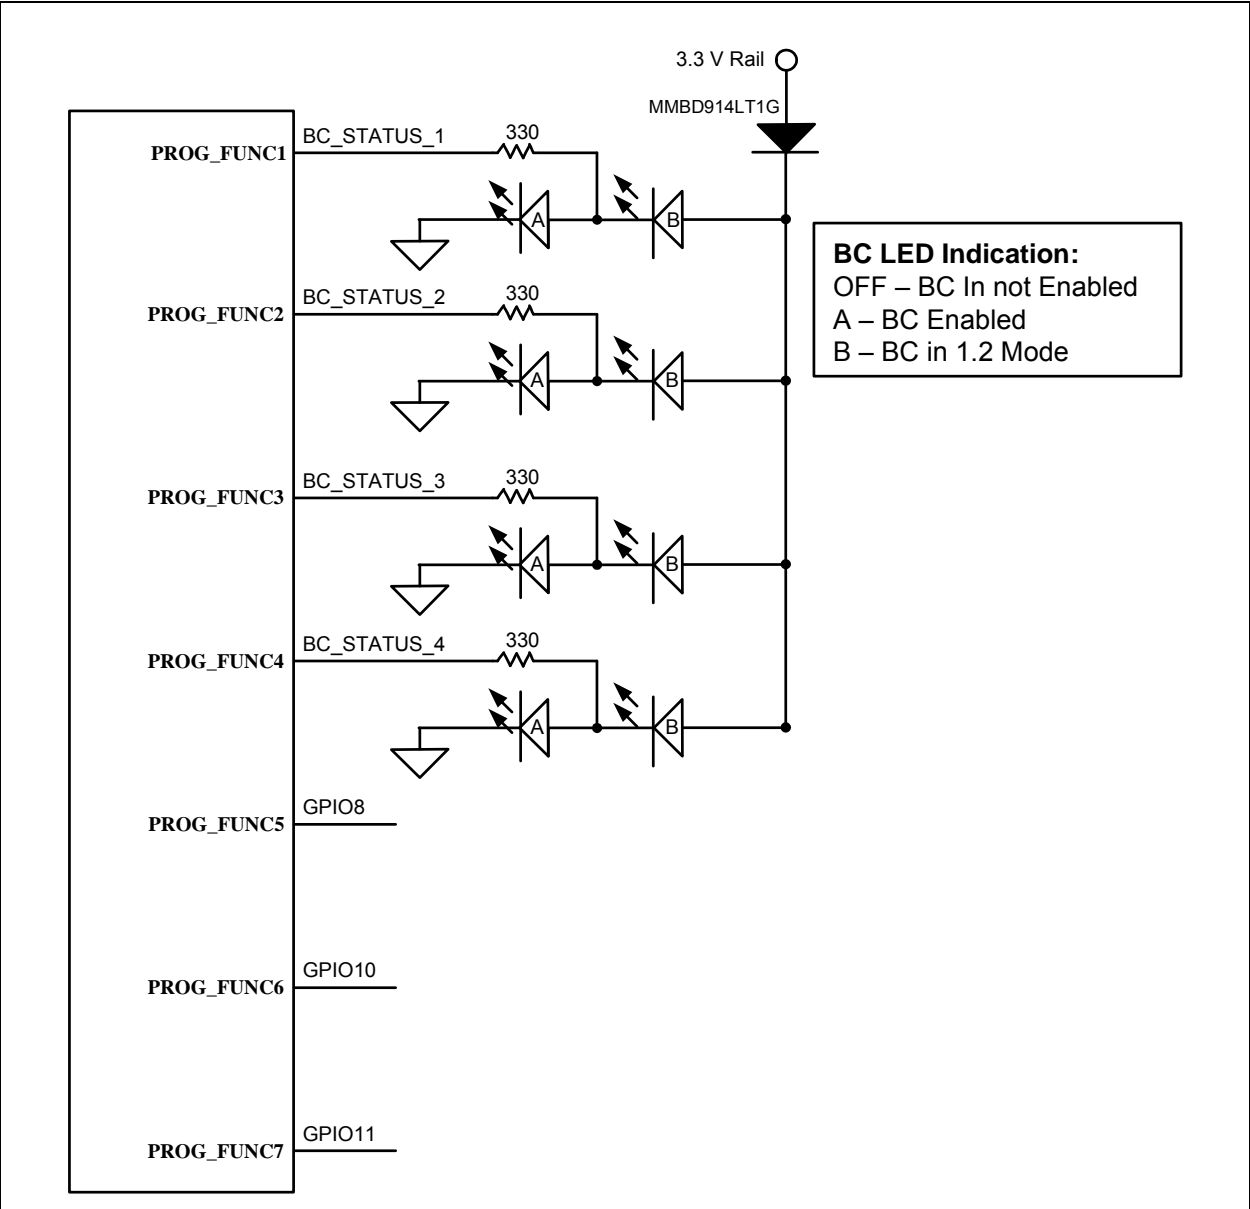 3.3 V Rail
MMBD914LT1G
PROG_FUNC1
BC_STATUS_1
330
A
B
BC LED Indication:
OFF – BC In not Enabled
A – BC Enabled
B – BC in 1.2 Mode
PROG_FUNC2
BC_STATUS_2
330
A
B
PROG_FUNC3
BC_STATUS_3
330
A
B
PROG_FUNC4
BC_STATUS_4
330
A
B
PROG_FUNC5
GPIO8
PROG_FUNC6
GPIO10
PROG_FUNC7
GPIO11